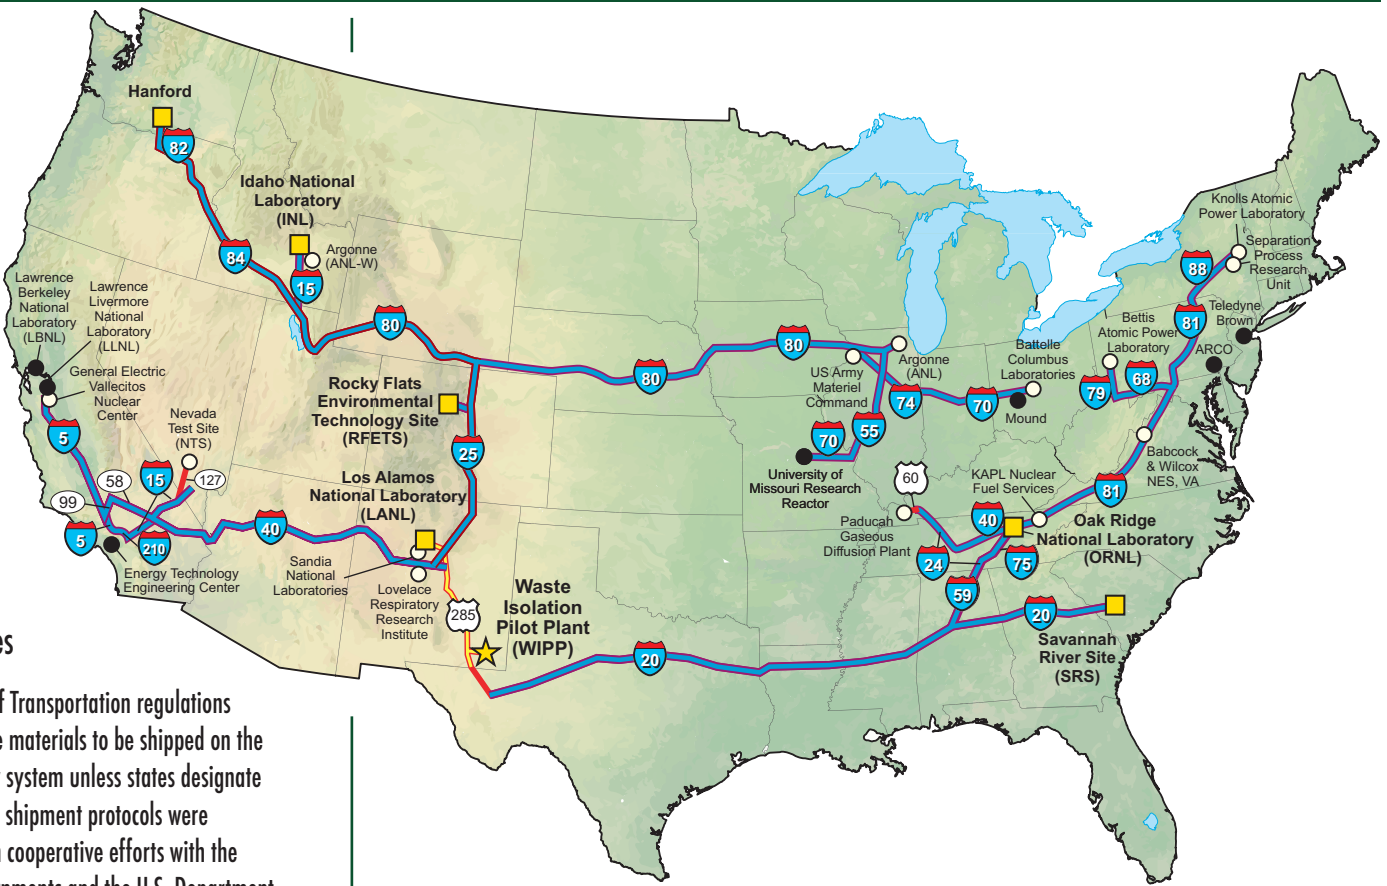 Hanford
82
Idaho National
Laboratory
(INL)
Argonne
(ANL-W)
84
15
80
Lawrence
Berkeley
National
Laboratory
(LBNL)
Lawrence
Livermore
National
Laboratory
(LLNL)
General Electric
Vallecitos
Nuclear
Center
Nevada
Test Site
(NTS)
5
58
15
127
99
5
210
Energy Technology
Engineering Center
40
Rocky Flats
Environmental
Technology Site
(RFETS)
25
Los Alamos
National Laboratory
(LANL)
Sandia
National
Laboratories
Lovelace
Respiratory
Research
Institute
285
Waste
Isolation
Pilot Plant
(WIPP)
20
80
80
US Army
Materiel
Command
Argonne
(ANL)
74
70
Battelle
Columbus
Laboratories
Mound
70
55
University of
Missouri Research
Reactor
60
Paducah
Gaseous
Diffusion Plant
KAPL Nuclear
Fuel Services
40
24
75
59
Oak Ridge
National Laboratory
(ORNL)
20
Savannah
River Site
(SRS)
81
Babcock
& Wilcox
NES, VA
79
68
Bettis
Atomic Power
Laboratory
81
88
Knolls Atomic
Power Laboratory
Separation
Process
Research
Unit
Teledyne
Brown
ARCO
es
f Transportation regulations
e materials to be shipped on the
system unless states designate
shipment protocols were
cooperative efforts with the
nments and the U.S. Department